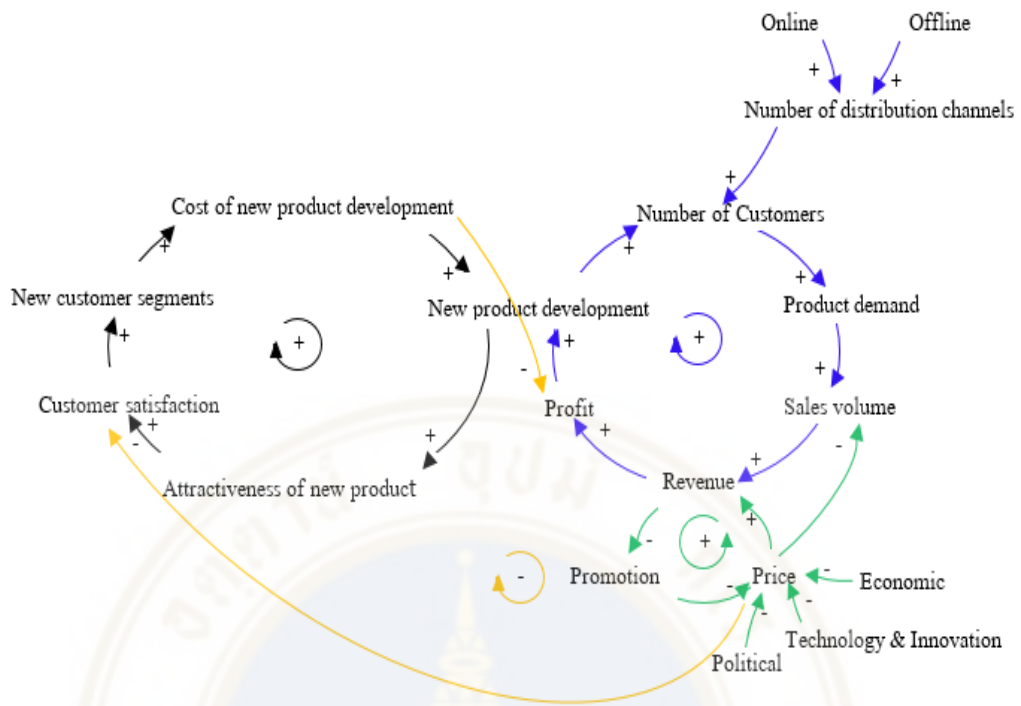 Online
Offline
+
+
Number of distribution channels
+
Cost of new product development
Number of Customers
+
+
+
+
New customer segments
New product development
Product demand
+
+
+
+
-
+
+
Customer satisfaction
Profit
Sales volume
+
-
+
+
-
+
Attractiveness of new product
Revenue
+
-
+
-
Promotion
-
Price
-
Economic
-
-
Technology & Innovation
Political